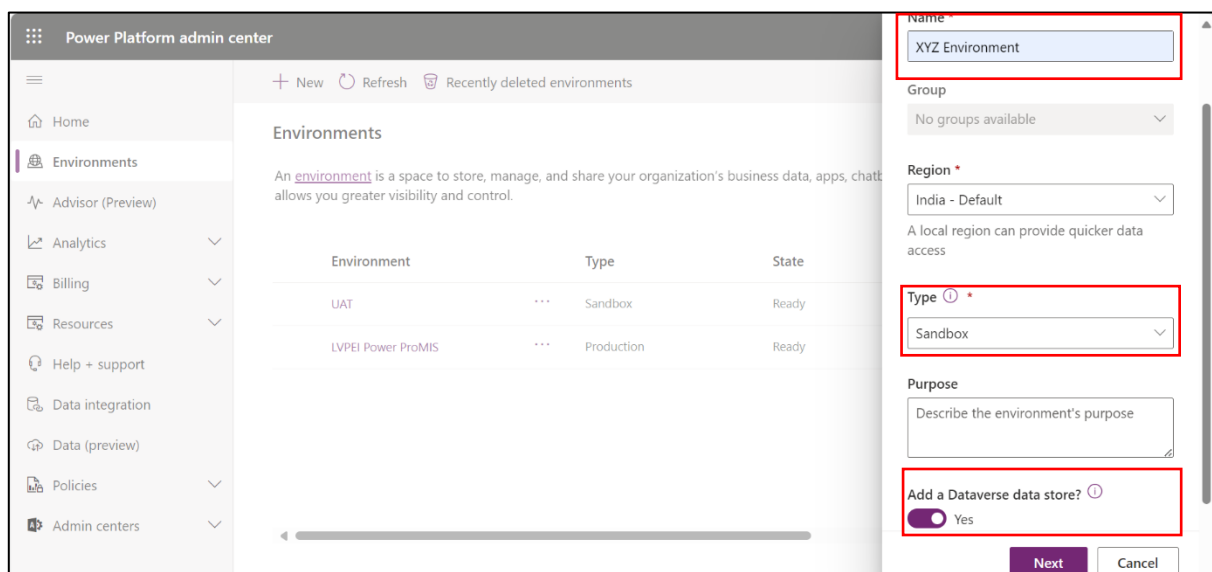 Power Platform admin center
Home
Environments
Advisor (Preview)
Analytics
Billing
Resources
Help + support
Data integration
Data (preview)
Policies
Admin centers
New Refresh Recently deleted environments
Environments
An environment is a space to store, manage, and share your organization's business data, apps, chatb
allows you greater visibility and control.
Environment Type State
UAT ... Sandbox Ready
LVPEI Power ProMIS ... Production Ready
Name *
XYZ Environment
Group
No groups available
Region *
India - Default
A local region can provide quicker data
access
Type *
Sandbox
Purpose
Describe the environment's purpose
Add a Dataverse data store?
Yes
Next Cancel